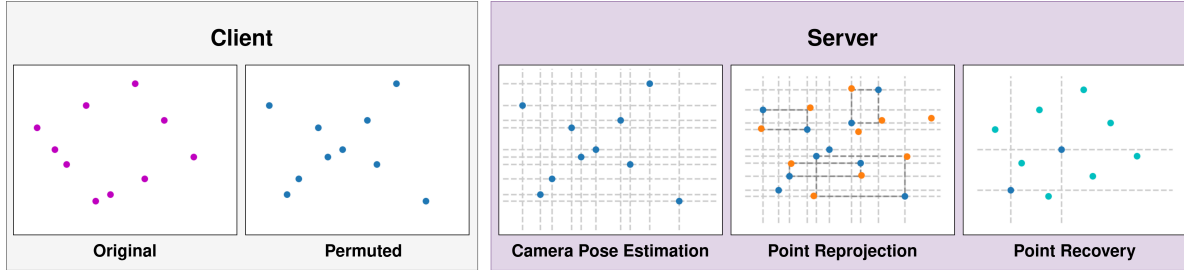 Client
Server
Original
Permuted
Camera Pose Estimation
Point Reprojection
Point Recovery